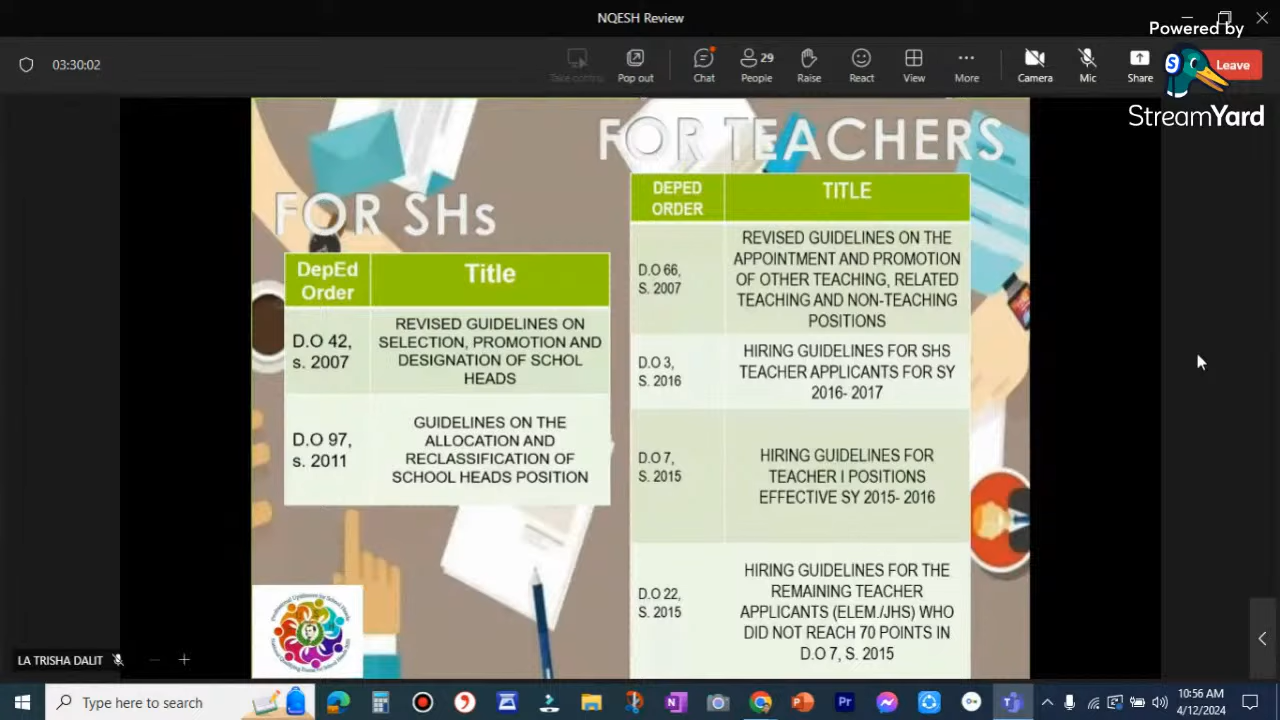 NQESH Review
Powered by
StreamYard
03:30:02
Take control
Pop out
Chat
29
People
Raise
React
View
More
Camera
Mic
Share
Leave
FOR SHs
DepEd
Order
Title
D.O 42,
s. 2007
REVISED GUIDELINES ON
SELECTION, PROMOTION AND
DESIGNATION OF SCHOL
HEADS
D.O 97,
s. 2011
GUIDELINES ON THE
ALLOCATION AND
RECLASSIFICATION OF
SCHOOL HEADS POSITION
FOR TEACHERS
DEPED
ORDER
TITLE
D.O 66,
S. 2007
REVISED GUIDELINES ON THE
APPOINTMENT AND PROMOTION
OF OTHER TEACHING, RELATED
TEACHING AND NON-TEACHING
POSITIONS
D.O 3,
S. 2016
HIRING GUIDELINES FOR SHS
TEACHER APPLICANTS FOR SY
2016- 2017
D.O 7,
S. 2015
HIRING GUIDELINES FOR
TEACHER I POSITIONS
EFFECTIVE SY 2015- 2016
D.O 22,
S. 2015
HIRING GUIDELINES FOR THE
REMAINING TEACHER
APPLICANTS (ELEM./JHS) WHO
DID NOT REACH 70 POINTS IN
D.O 7, S. 2015
LA TRISHA DALIT
Type here to search
10:56 AM
4/12/2024